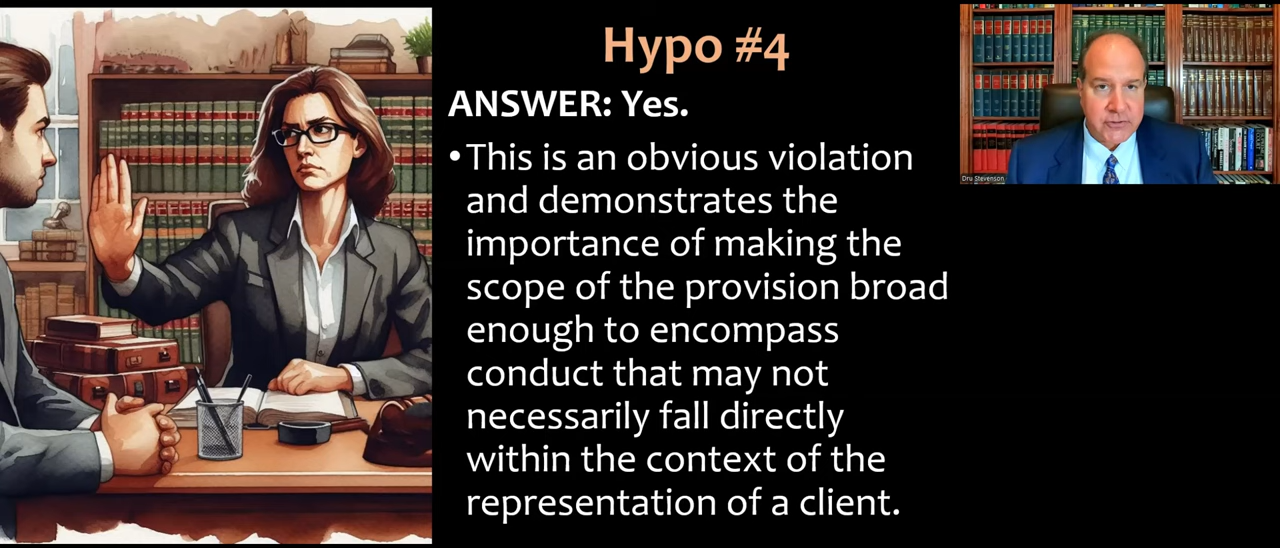 Hypo #4
ANSWER: Yes.
•This is an obvious violation
and demonstrates the
importance of making the
scope of the provision broad
enough to encompass
conduct that may not
necessarily fall directly
within the context of the
representation of a client.
Dru Stevenson